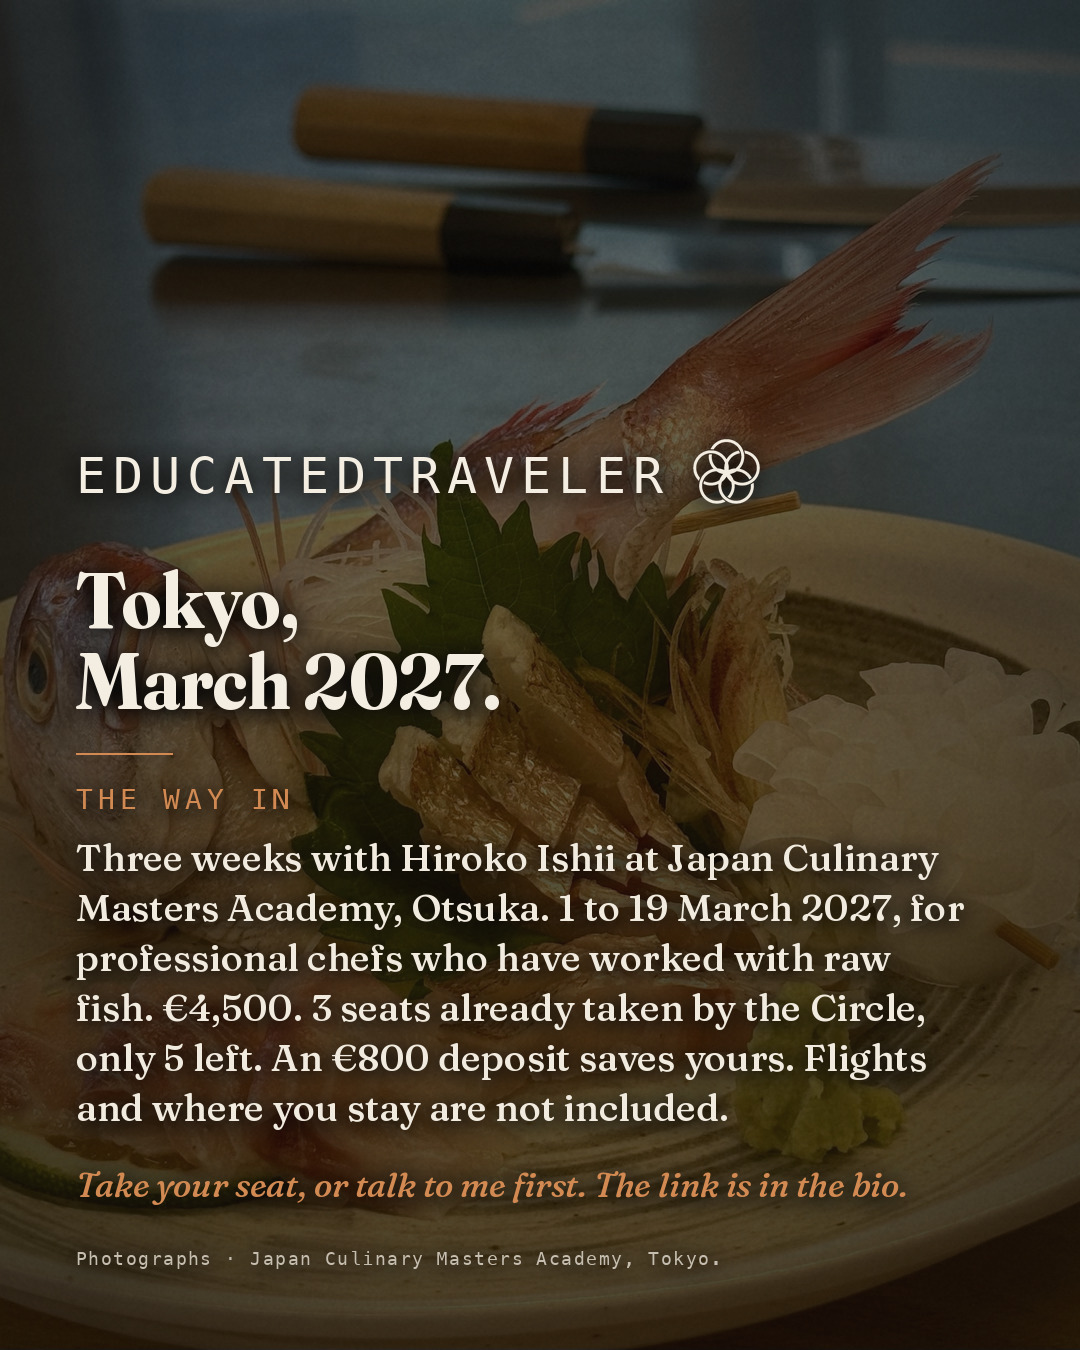 EDUCATEDTRAVELER
Tokyo,
March 2027.
THE WAY IN
Three weeks with Hiroko Ishii at Japan Culinary
Masters Academy, Otsuka. 1 to 19 March 2027, for
professional chefs who have worked with raw
fish. €4,500. 3 seats already taken by the Circle,
only 5 left. An €800 deposit saves yours. Flights
and where you stay are not included.
Take your seat, or talk to me first. The link is in the bio.
Photographs · Japan Culinary Masters Academy, Tokyo.